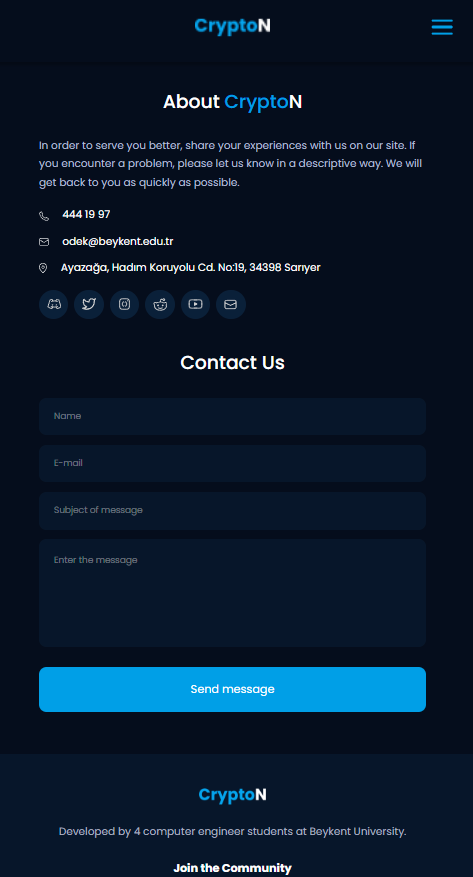 CryptoN
About CryptoN
In order to serve you better, share your experiences with us on our site. If
you encounter a problem, please let us know in a descriptive way. We will
get back to you as quickly as possible.
444 19 97
odek@beykent.edu.tr
Ayazağa, Hadım Koruyolu Cd. No:19, 34398 Sarıyer
Contact Us
Name
E-mail
Subject of message
Enter the message
Send message
CryptoN
Developed by 4 computer engineer students at Beykent University.
Join the Community